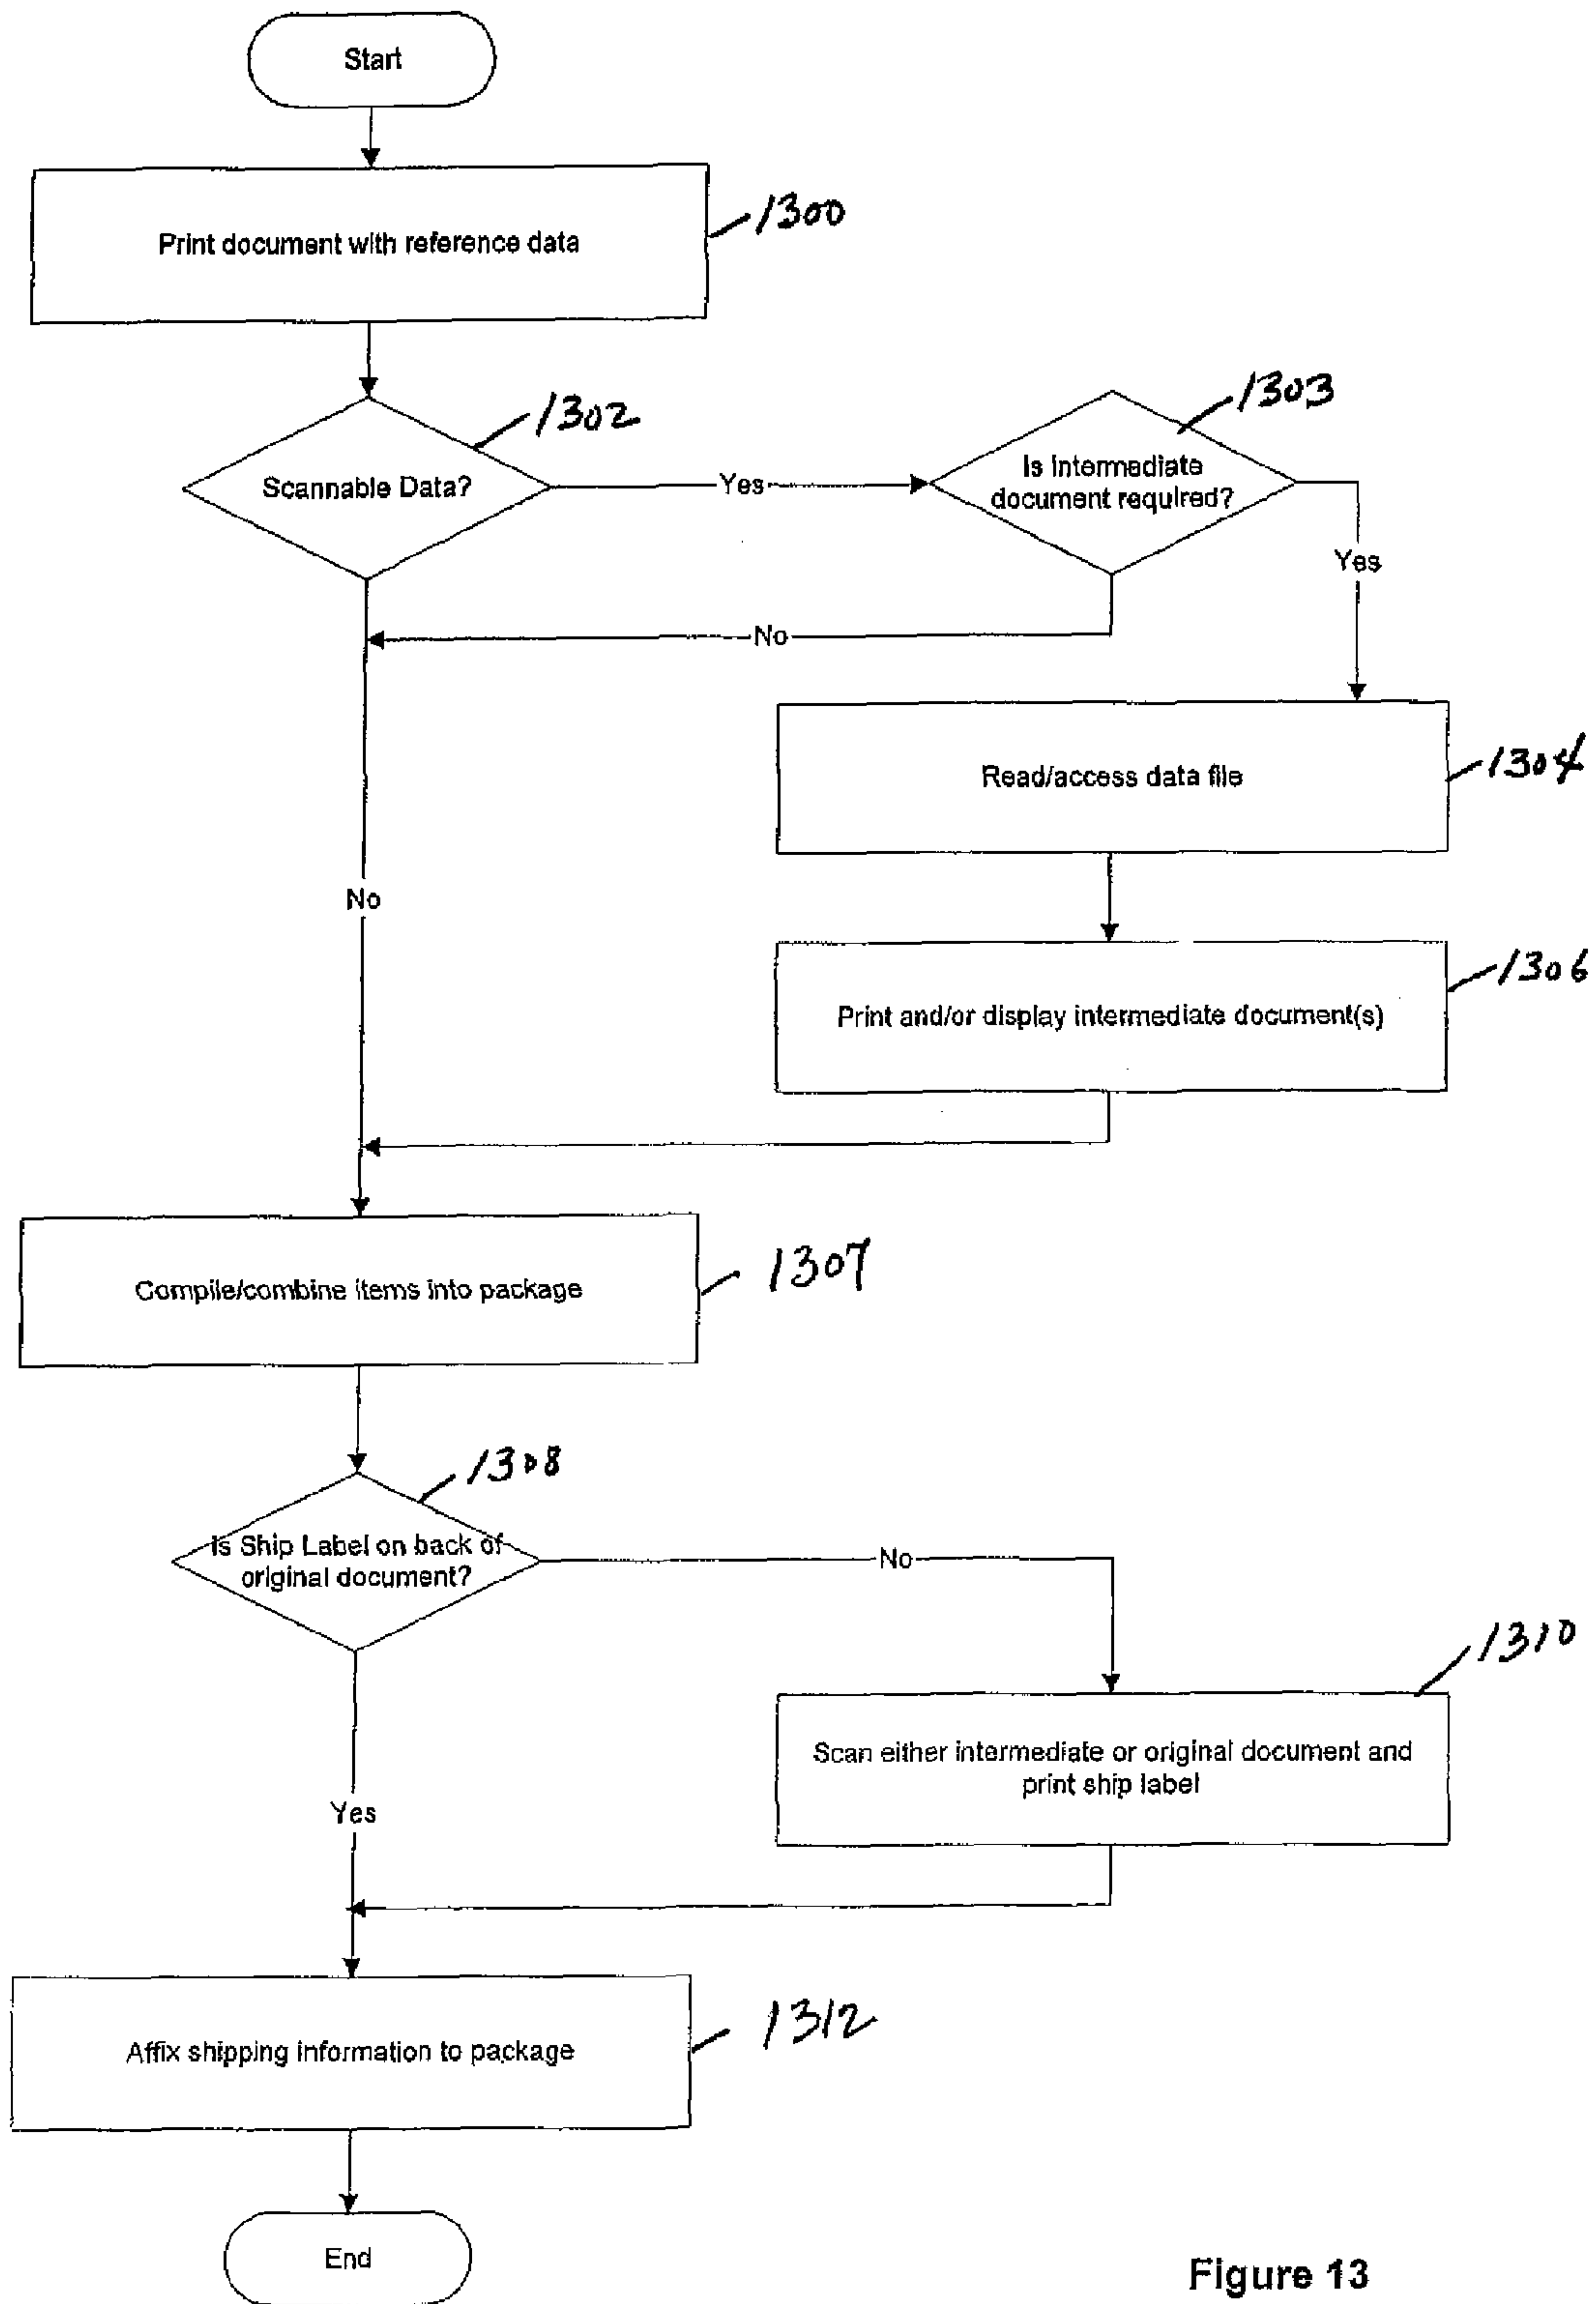 Start
Print document with reference data
1300
Scannable Data?
1302
Yes
Is Intermediate
document required?
1303
Yes
No
Read/access data file
1304
No
Print and/or display intermediate document(s)
1306
Compile/combine items into package
1307
Is Ship Label on back of
original document?
1308
No
Scan either intermediate or original document and
print ship label
1310
Yes
Affix shipping information to package
1312
End
Figure 13